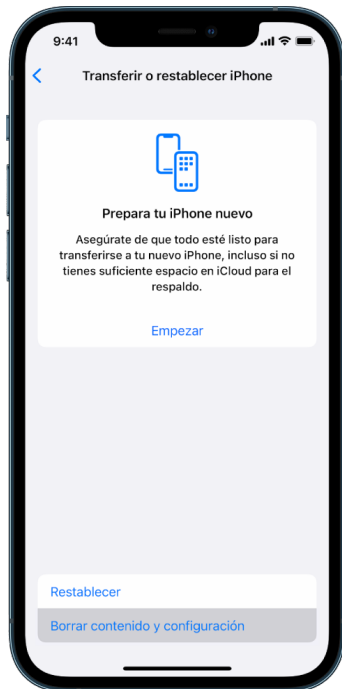 9:41
Transferir o restablecer iPhone
Prepara tu iPhone nuevo
Asegúrate de que todo esté listo para
transferirse a tu nuevo iPhone, incluso si no
tienes suficiente espacio en iCloud para el
respaldo.
Empezar
Restablecer
Borrar contenido y configuración